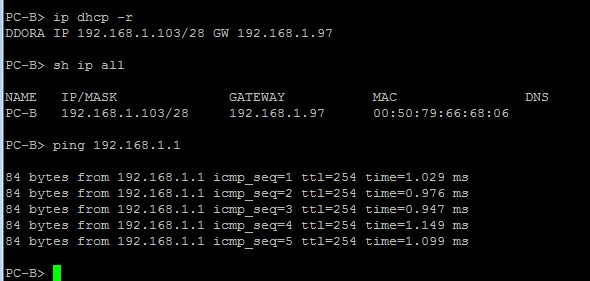 PC-B> ip dhcp -r
DDORA IP 192.168.1.103/28 GW 192.168.1.97
PC-B> sh ip all
NAME IP/MASK GATEWAY MAC DNS
PC-B 192.168.1.103/28 192.168.1.97 00:50:79:66:68:06
PC-B> ping 192.168.1.1
84 bytes from 192.168.1.1 icmp_seq=1 ttl=254 time=1.029 ms
84 bytes from 192.168.1.1 icmp_seq=2 ttl=254 time=0.976 ms
84 bytes from 192.168.1.1 icmp_seq=3 ttl=254 time=0.947 ms
84 bytes from 192.168.1.1 icmp_seq=4 ttl=254 time=1.149 ms
84 bytes from 192.168.1.1 icmp_seq=5 ttl=254 time=1.099 ms
PC-B>